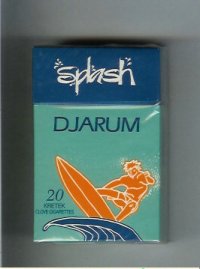 splash
DJARUM
20
KRETEK
CLOVE CIGARETTES